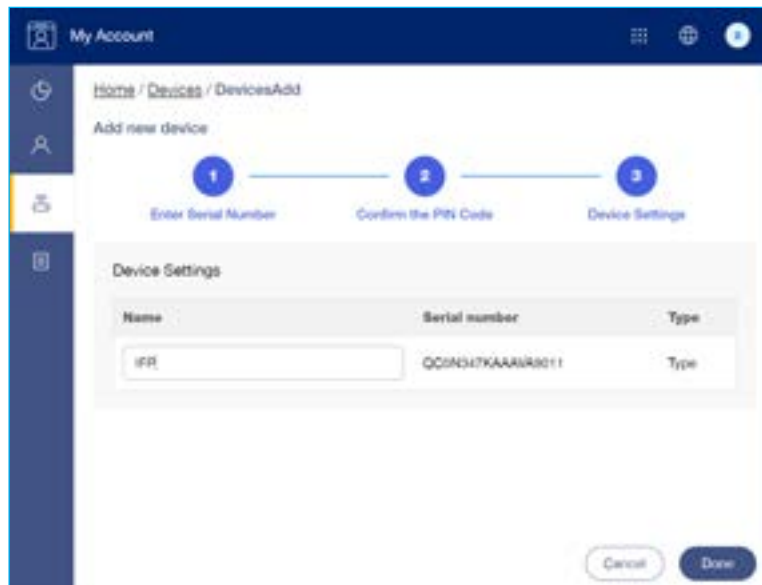 My Account
Home / Devices / DevicesAdd
Add new device
1 2 3
Enter Serial Number Confirm the PIN Code Device Settings
Device Settings
Name Serial number Type
IFP Type
Cancel Done